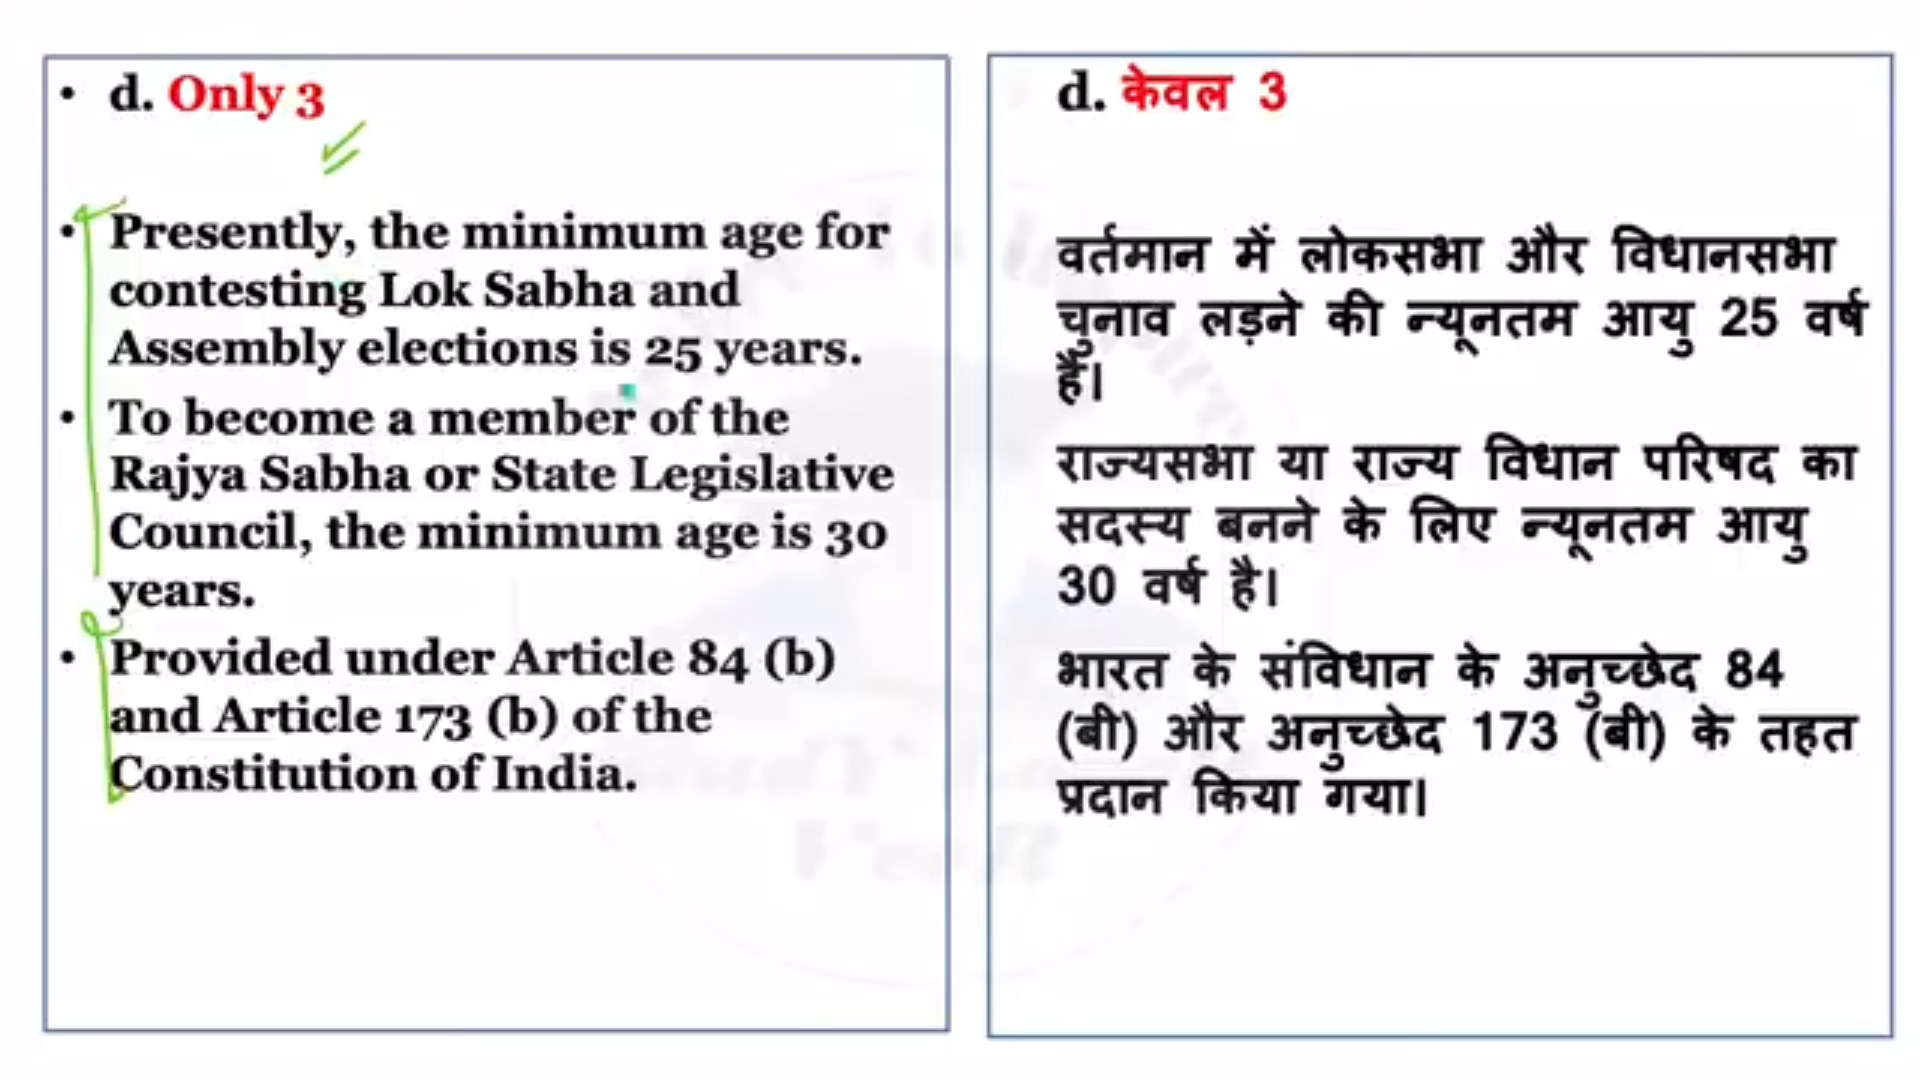 • d. Only 3
• Presently, the minimum age for
contesting Lok Sabha and
Assembly elections is 25 years.
• To become a member of the
Rajya Sabha or State Legislative
Council, the minimum age is 30
years.
• Provided under Article 84 (b)
and Article 173 (b) of the
Constitution of India.
d. केवल 3
वर्तमान में लोकसभा और विधानसभा
चुनाव लड़ने की न्यूनतम आयु 25 वर्ष
है।
राज्यसभा या राज्य विधान परिषद का
सदस्य बनने के लिए न्यूनतम आयु
30 वर्ष है।
भारत के संविधान के अनुच्छेद 84
(बी) और अनुच्छेद 173 (बी) के तहत
प्रदान किया गया।